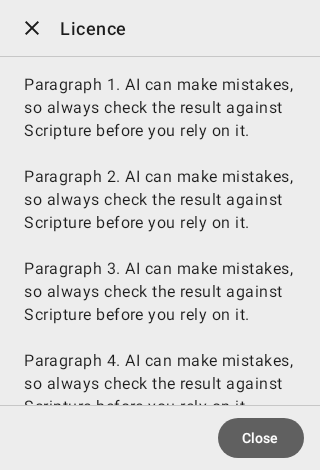 Licence
Paragraph 1. AI can make mistakes,
so always check the result against
Scripture before you rely on it.
Paragraph 2. AI can make mistakes,
so always check the result against
Scripture before you rely on it.
Paragraph 3. AI can make mistakes,
so always check the result against
Scripture before you rely on it.
Paragraph 4. AI can make mistakes,
so always check the result against
Close